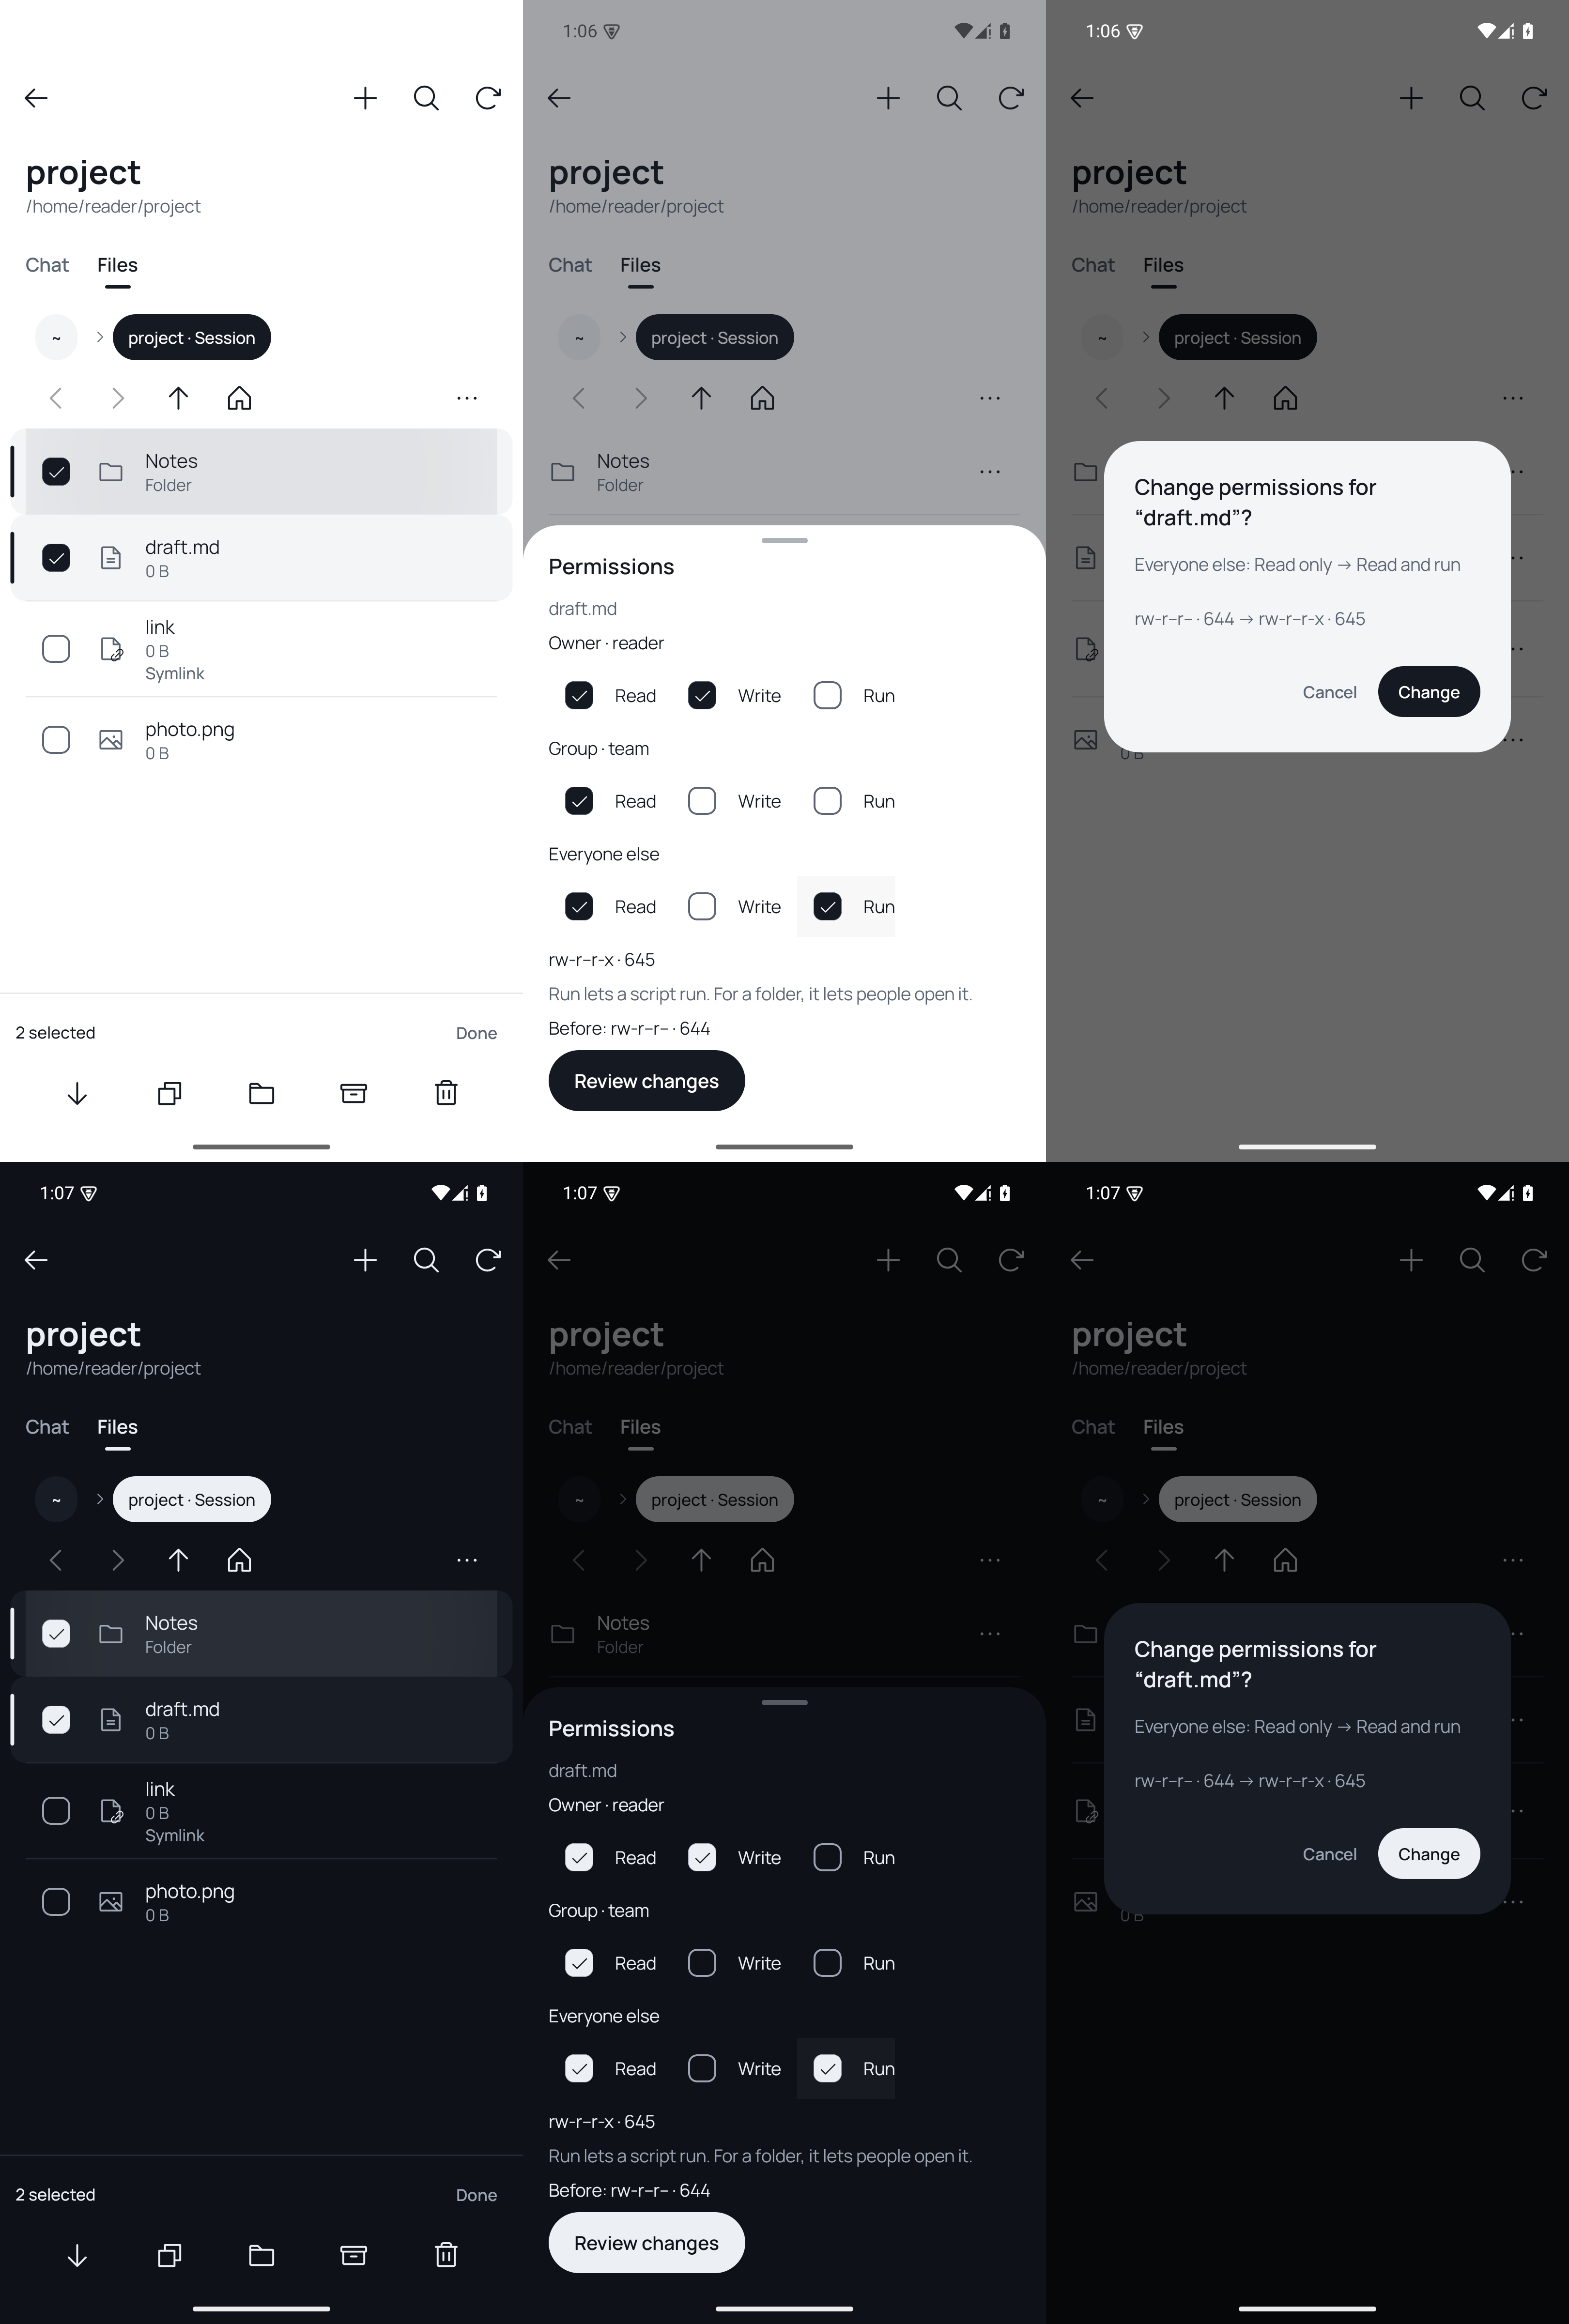 project
/home/reader/project
Chat Files
~ project · Session
Notes
Folder
draft.md
0 B
link
0 B
Symlink
photo.png
0 B
2 selected Done
1:06
project
/home/reader/project
Chat Files
~ project · Session
Notes
Folder
Permissions
draft.md
Owner · reader
Read Write Run
Group · team
Read Write Run
Everyone else
Read Write Run
rw-r--r-x · 645
Run lets a script run. For a folder, it lets people open it.
Before: rw-r--r-- · 644
Review changes
1:06
project
/home/reader/project
Chat Files
~ project · Session
Change permissions for
“draft.md”?
Everyone else: Read only → Read and run
rw-r--r-- · 644 → rw-r--r-x · 645
Cancel Change
0 B
1:07
project
/home/reader/project
Chat Files
~ project · Session
Notes
Folder
draft.md
0 B
link
0 B
Symlink
photo.png
0 B
2 selected Done
1:07
project
/home/reader/project
Chat Files
~ project · Session
Notes
Folder
Permissions
draft.md
Owner · reader
Read Write Run
Group · team
Read Write Run
Everyone else
Read Write Run
rw-r--r-x · 645
Run lets a script run. For a folder, it lets people open it.
Before: rw-r--r-- · 644
Review changes
1:07
project
/home/reader/project
Chat Files
~ project · Session
Change permissions for
“draft.md”?
Everyone else: Read only → Read and run
rw-r--r-- · 644 → rw-r--r-x · 645
Cancel Change
0 B